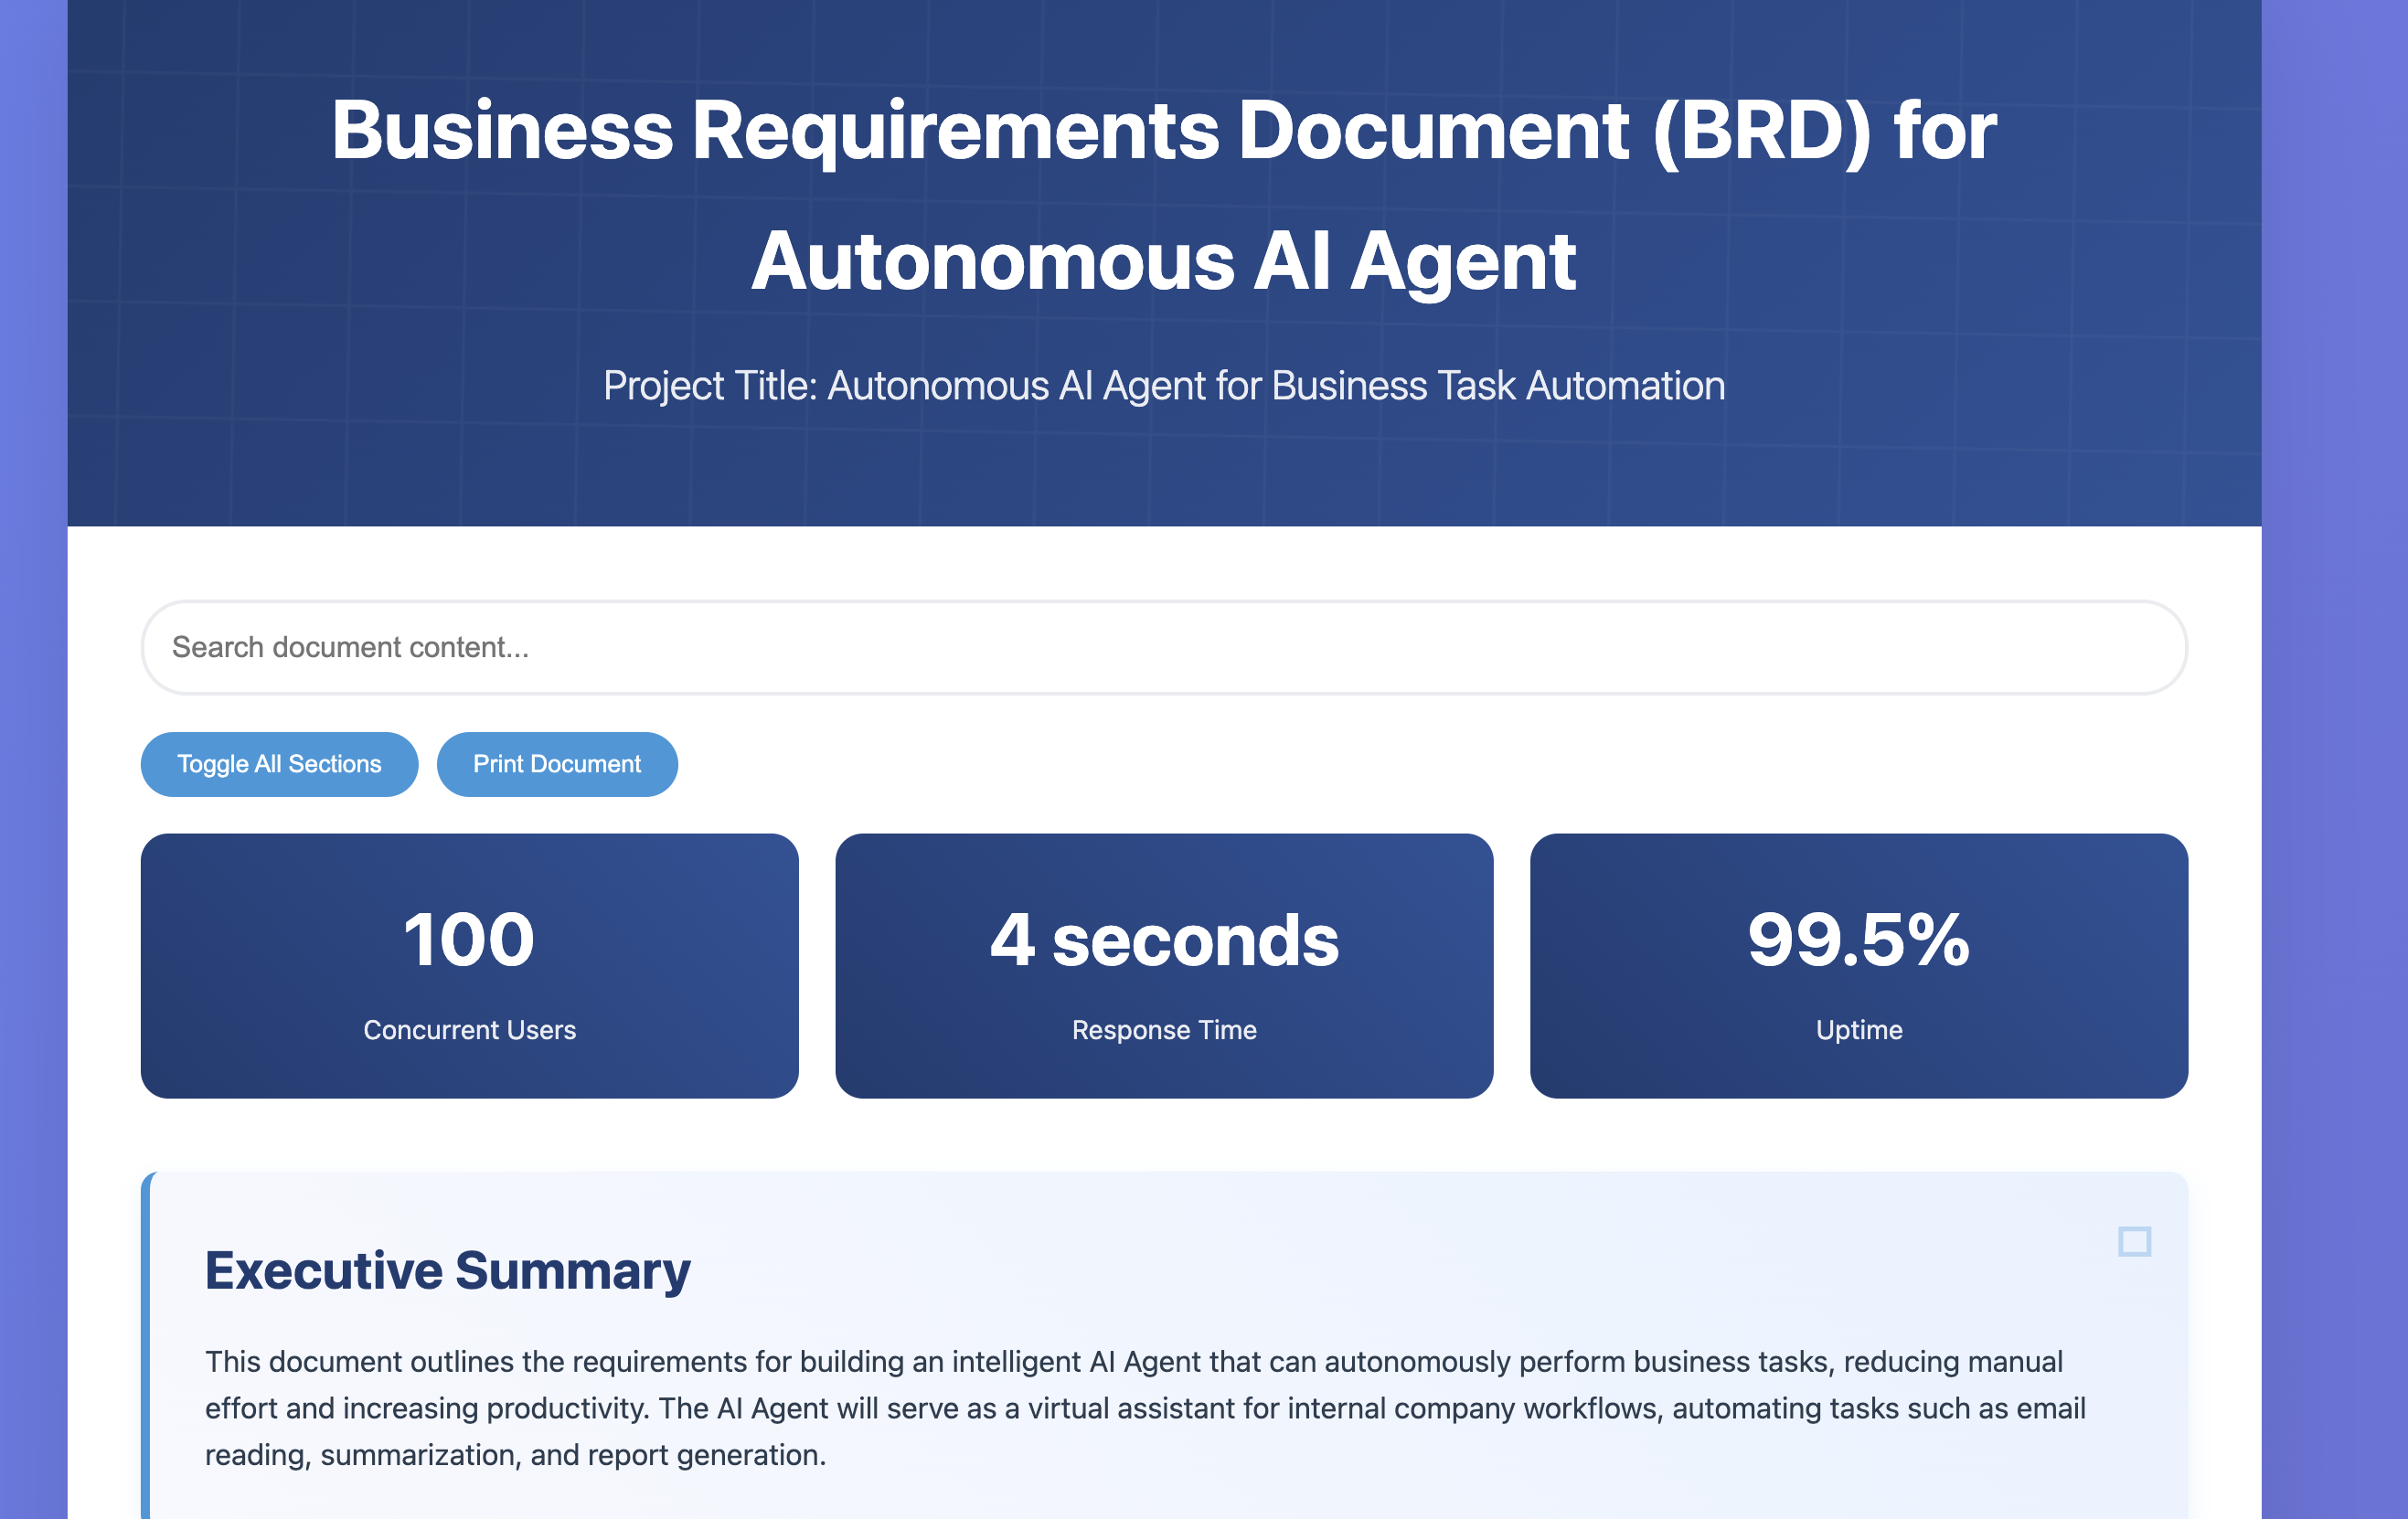 Business Requirements Document (BRD) for
Autonomous AI Agent
Project Title: Autonomous AI Agent for Business Task Automation
Search document content...
Toggle All Sections
Print Document
100
Concurrent Users
4 seconds
Response Time
99.5%
Uptime
Executive Summary
This document outlines the requirements for building an intelligent AI Agent that can autonomously perform business tasks, reducing manual
effort and increasing productivity. The AI Agent will serve as a virtual assistant for internal company workflows, automating tasks such as email
reading, summarization, and report generation.